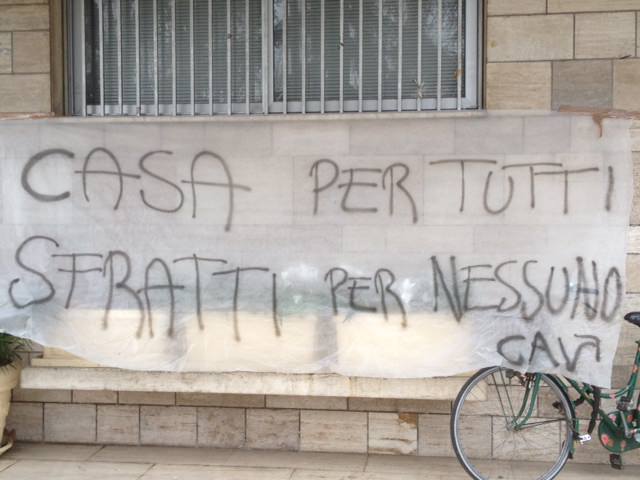 CASA PER TUTTI
SFRATTI PER NESSUNO
CAV